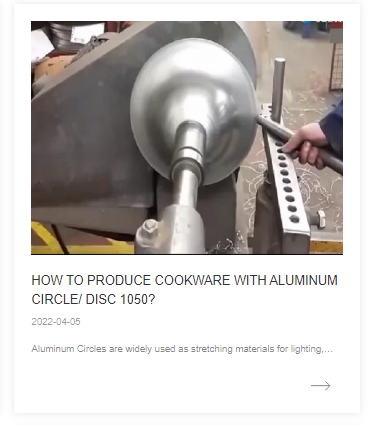 HOW TO PRODUCE COOKWARE WITH ALUMINUM
CIRCLE/ DISC 1050?
2022-04-05
Aluminum Circles are widely used as stretching materials for lighting,...